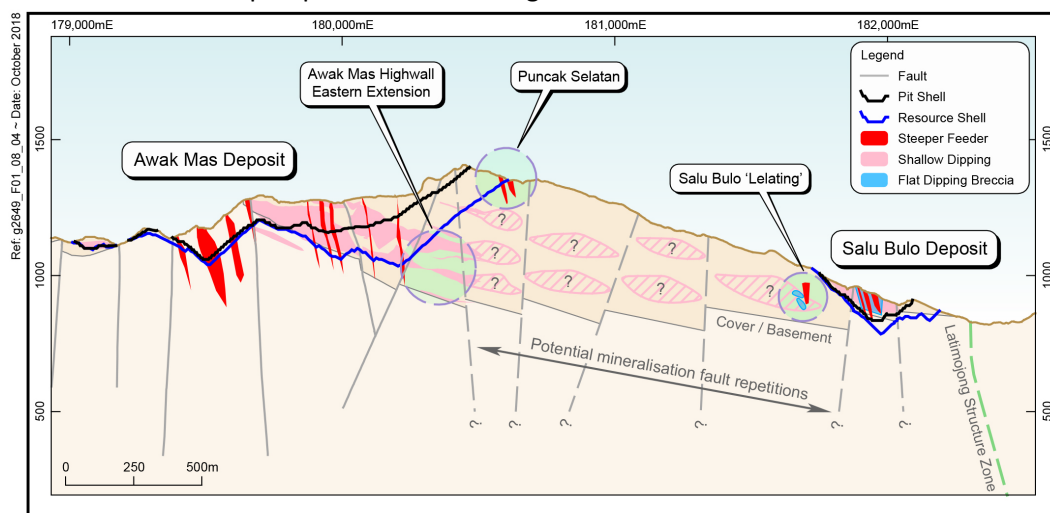 179,000mE
180,000mE
181,000mE
182,000mE
Ref: g2649_F01_08_04 ~ Date: October 2018
1500
1000
500
1500
1000
500
Legend
Fault
Pit Shell
Resource Shell
Steeper Feeder
Shallow Dipping
Flat Dipping Breccia
Awak Mas Highwall
Eastern Extension
Puncak Selatan
Awak Mas Deposit
Salu Bulo ‘Lelating’
Salu Bulo Deposit
?
?
?
?
?
?
?
?
Cover / Basement
Potential mineralisation fault repetitions
?
?
?
?
?
?
Latimojong Structure Zone
0
250
500m